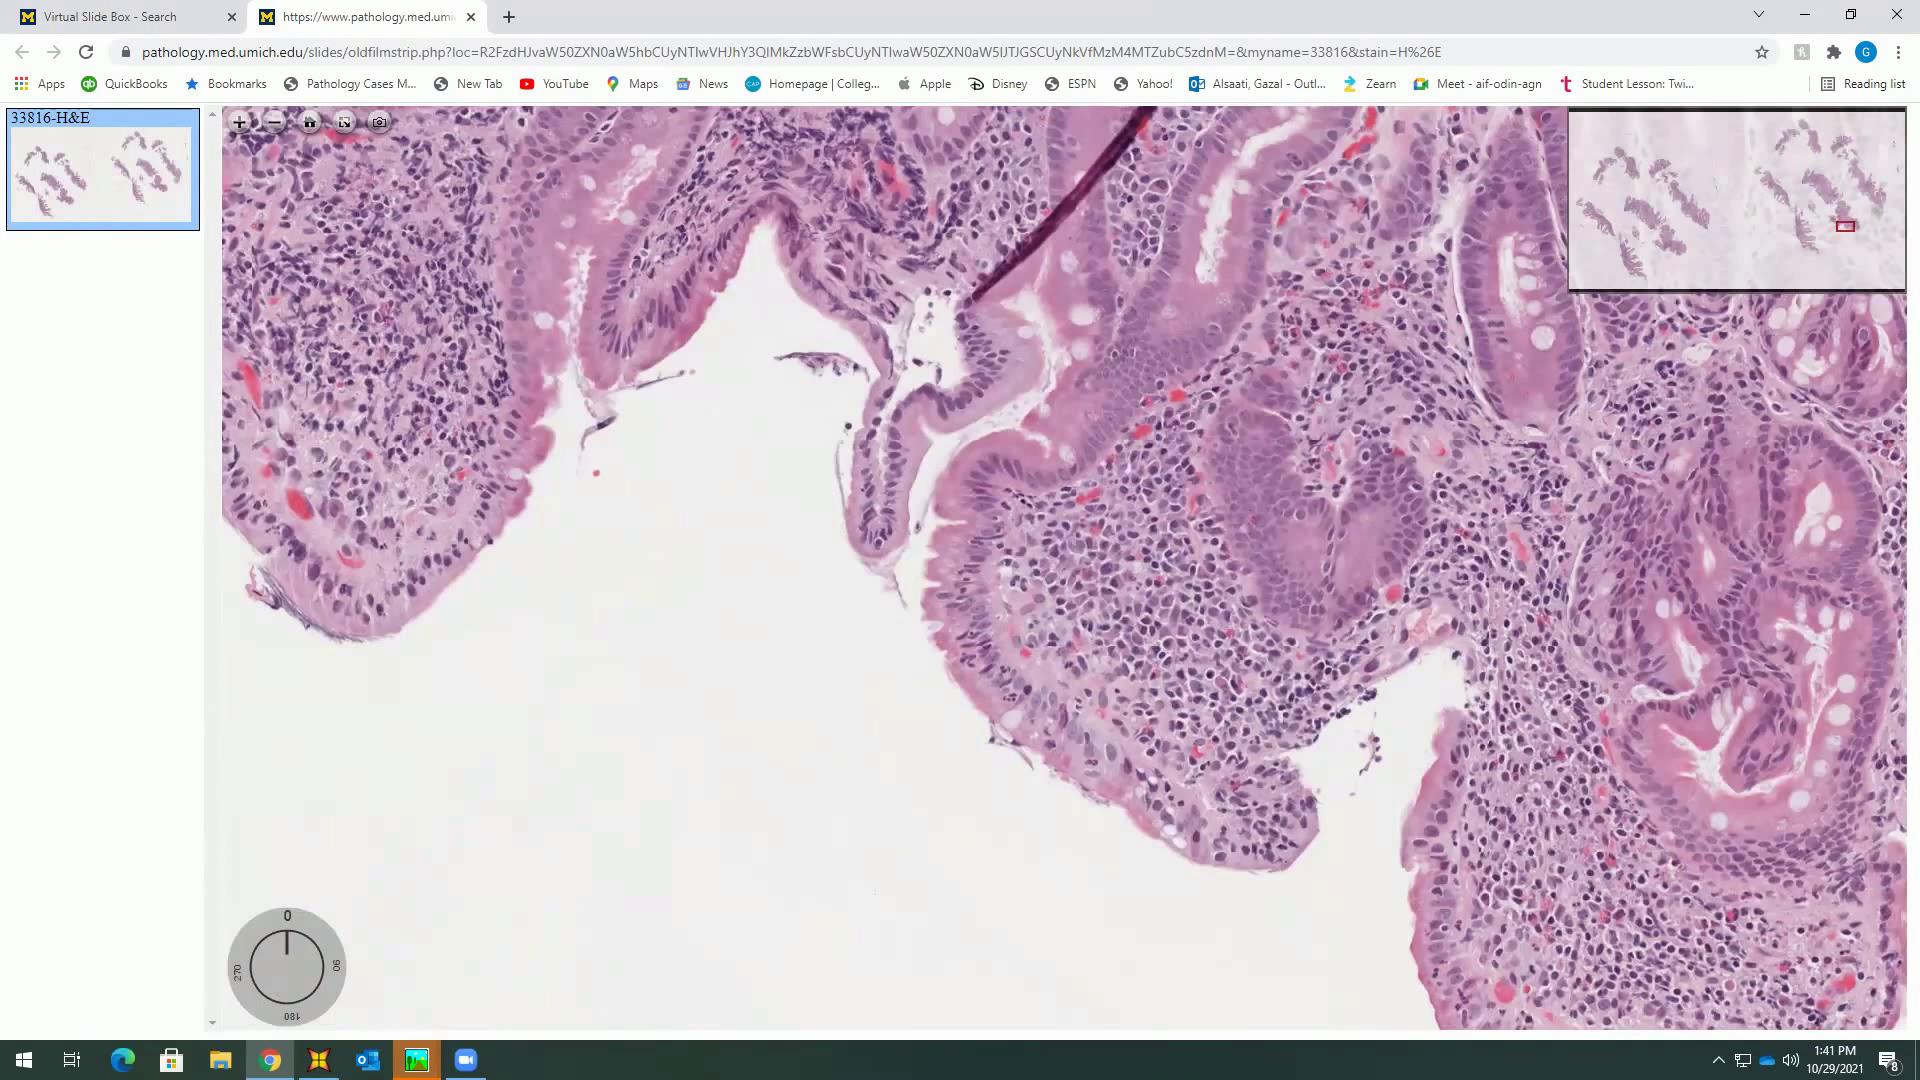 Virtual Slide Box - Search
https://www.pathology.med.umi
pathology.med.umich.edu/slides/oldfilmstrip.php?loc=R2FzdHJvaW50ZXN0aW5hbCUyNTIwVHJhY3QlMkZzbWFsbCUyNTIwaW50ZXN0aW5lJTJGSCUyNkVfMzM4MTZubC5zdnM=&myname=33816&stain=H%26E
Apps QuickBooks Bookmarks Pathology Cases M... New Tab YouTube Maps News Homepage | Colleg... Apple Disney ESPN Yahoo! Alsaati, Gazal - Outl... Zearn Meet - aif-odin-agn Student Lesson: Twi... Reading list
33816-H&E
0
270
90
180
1:41 PM
10/29/2021
8